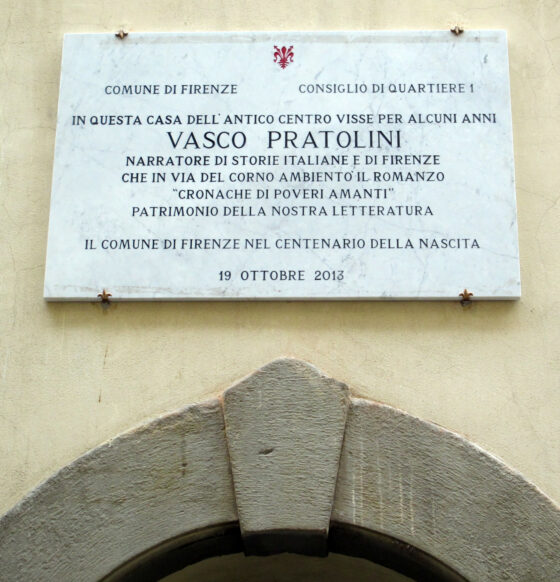 COMUNE DI FIRENZE CONSIGLIO DI QUARTIERE 1
IN QUESTA CASA DELL'ANTICO CENTRO VISSE PER ALCUNI ANNI
VASCO PRATOLINI
NARRATORE DI STORIE ITALIANE E DI FIRENZE
CHE IN VIA DEL CORNO AMBIENTO' IL ROMANZO
"CRONACHE DI POVERI AMANTI"
PATRIMONIO DELLA NOSTRA LETTERATURA
IL COMUNE DI FIRENZE NEL CENTENARIO DELLA NASCITA
19 OTTOBRE 2013